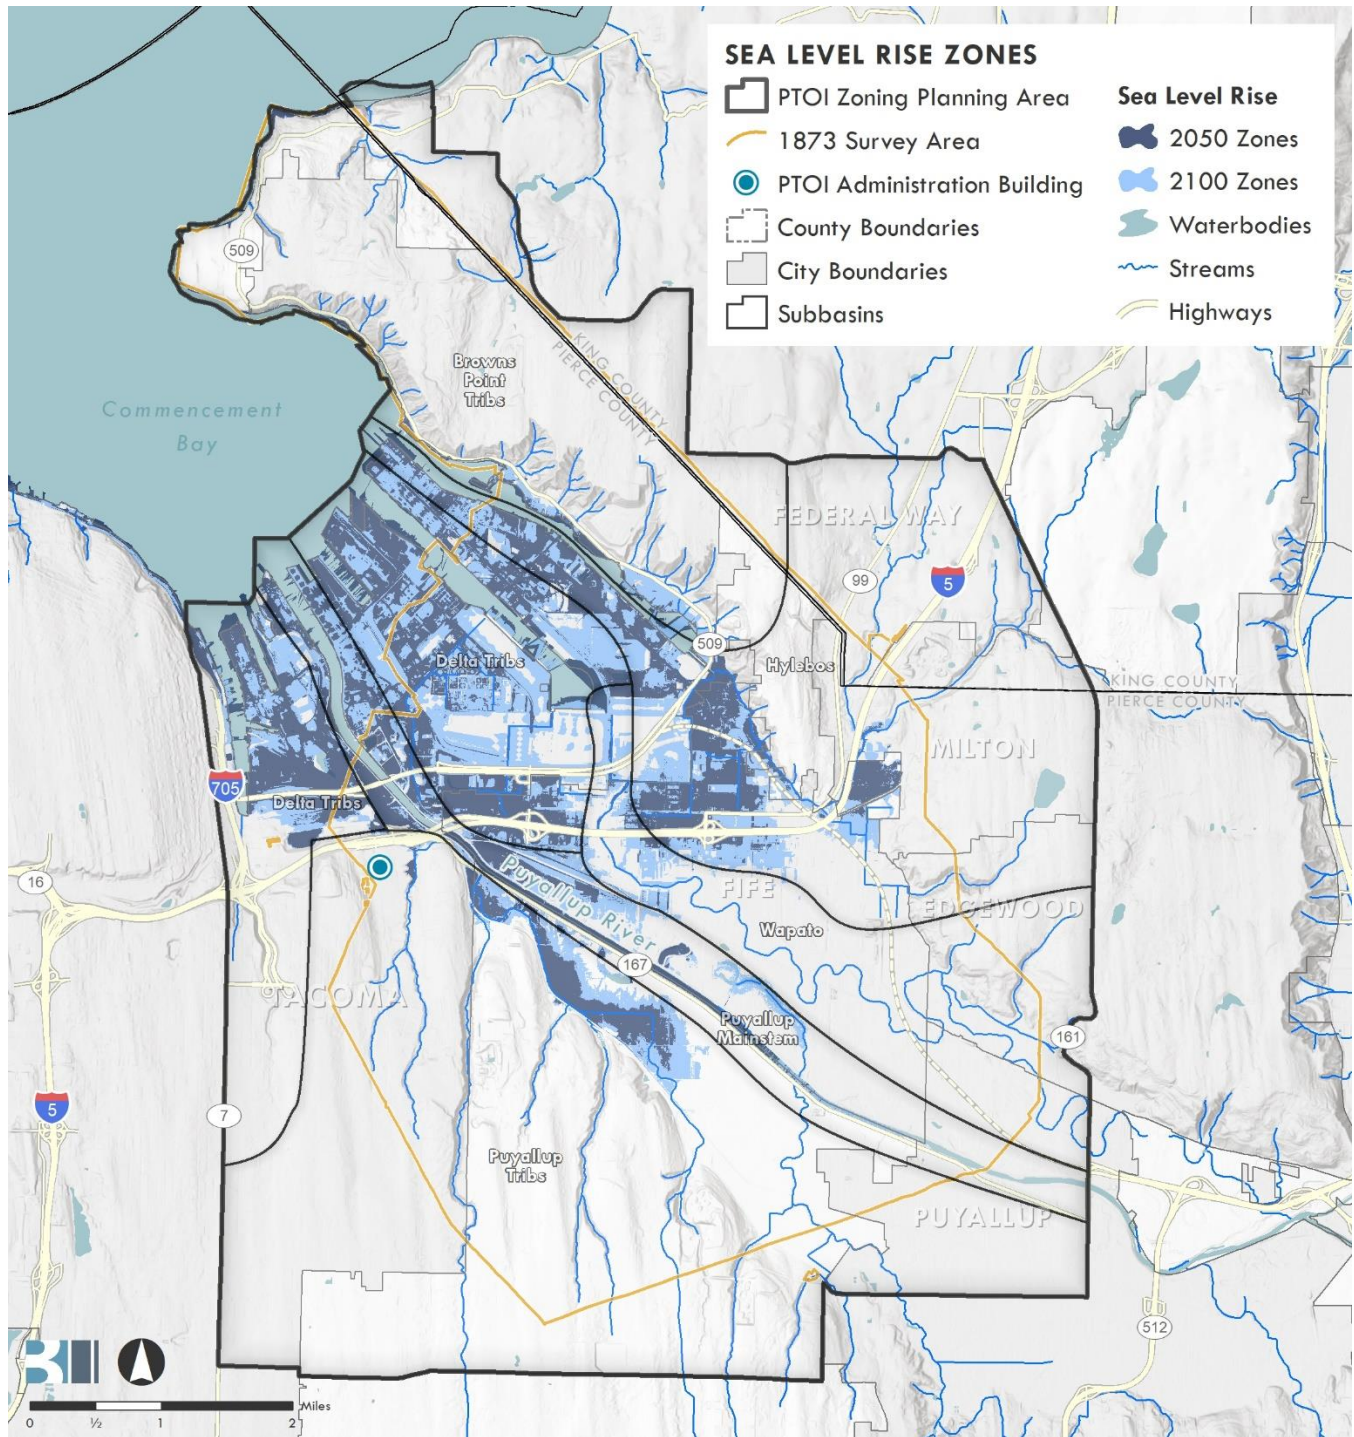 SEA LEVEL RISE ZONES
PTOI Zoning Planning Area
1873 Survey Area
PTOI Administration Building
County Boundaries
City Boundaries
Subbasins
Sea Level Rise
2050 Zones
2100 Zones
Waterbodies
Streams
Highways
509
KING COUNTY
PIERCE COUNTY
Browns
Point
Tribs
Commencement
Bay
FEDERAL WAY
99
5
509
Delta Tribs
Hylebos
KING COUNTY
PIERCE COUNTY
MILTON
705
Delta Tribs
16
Puyallup River
FIFE
EDGEWOOD
Wapato
167
TACOMA
Puyallup
Mainstem
161
5
7
Puyallup
Tribs
PUYALLUP
512
0
½
1
2
Miles